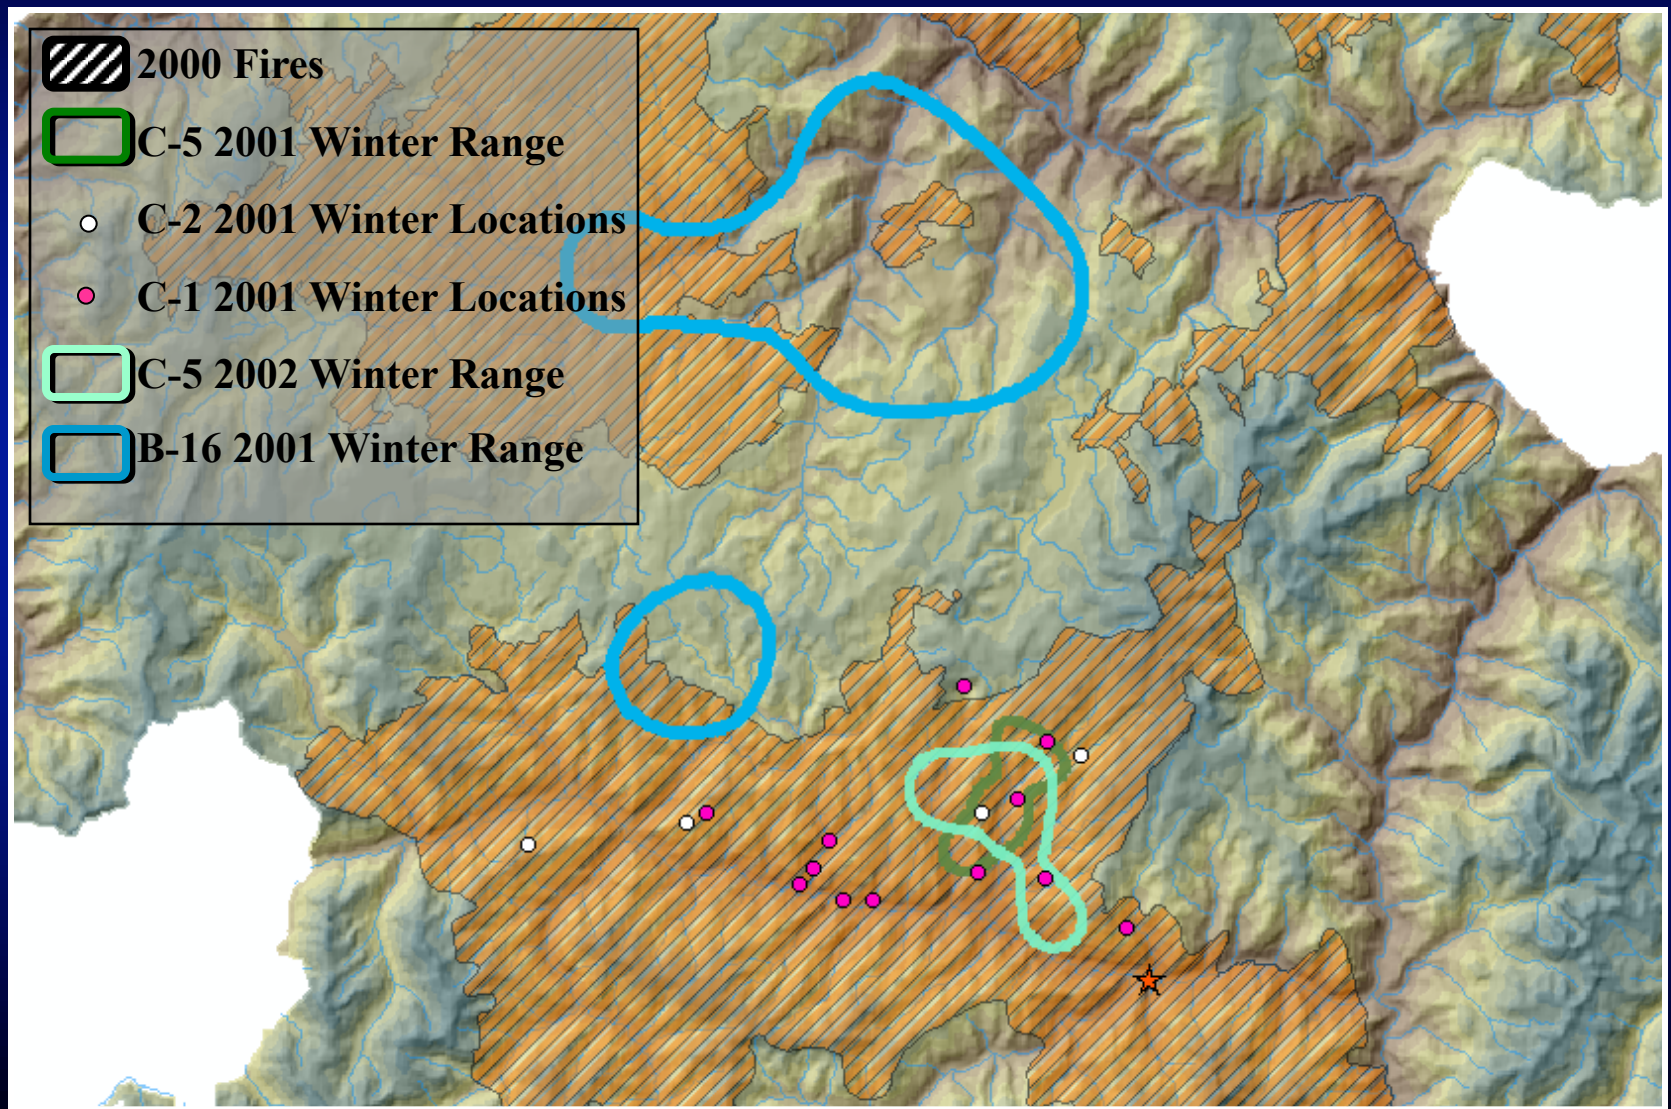 2000 Fires
C-5 2001 Winter Range
C-2 2001 Winter Locations
C-1 2001 Winter Locations
C-5 2002 Winter Range
B-16 2001 Winter Range